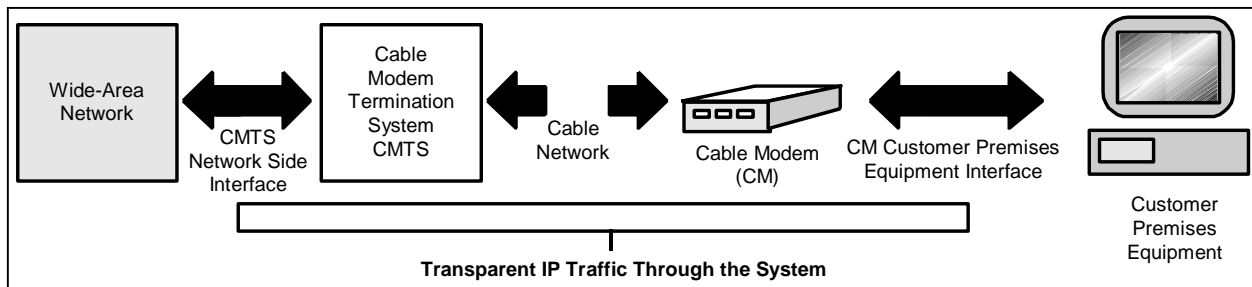 Wide-Area
Network
CMTS
Network Side
Interface
Cable
Modem
Termination
System
CMTS
Cable
Network
Cable Modem
(CM)
CM Customer Premises
Equipment Interface
Customer
Premises
Equipment
Transparent IP Traffic Through the System